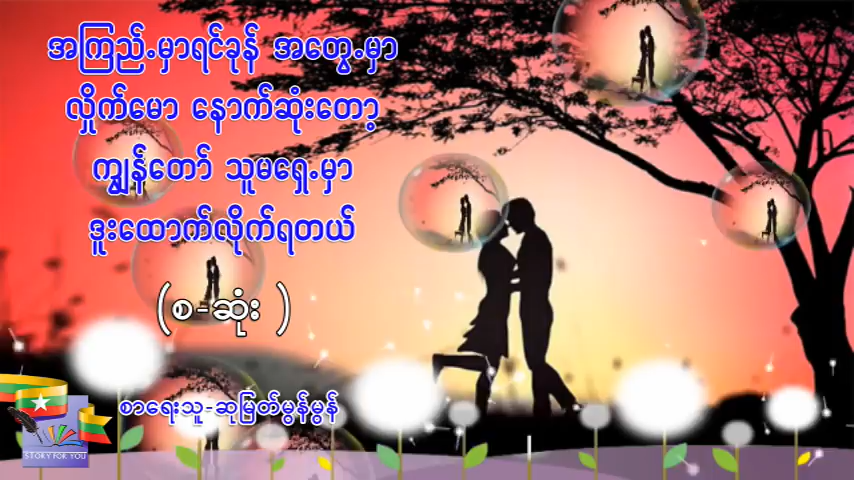 အကြည့်မှာရင်ခုန် အတွေ့မှာ
လှိုက်မော နောက်ဆုံးတော့
ကျွန်တော် သူမရှေ့မှာ
ဒူးထောက်လိုက်ရတယ်
(စ-ဆုံး )
စာရေးသူ-ဆုမြတ်မွန်မွန်
STORY FOR YOU